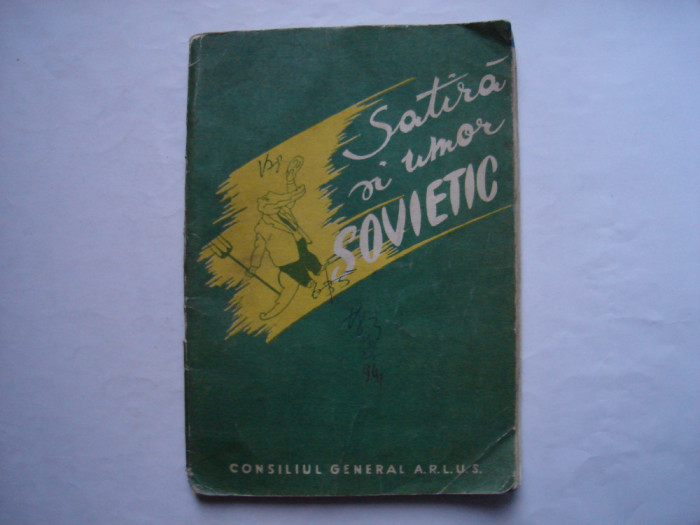 Satiră
și umor
SOVIETIC
CONSILIUL GENERAL A.R.L.U.S.